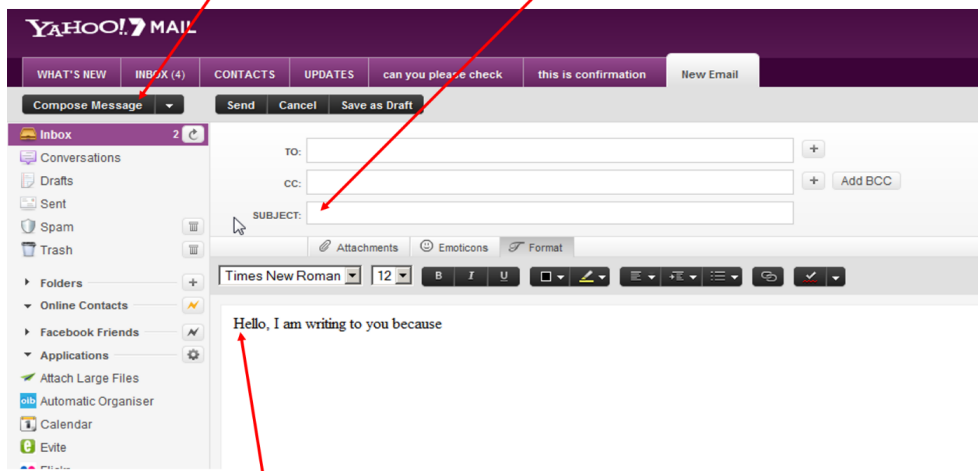 YAHOO!7 MAIL
WHAT'S NEW INBOX (4) CONTACTS UPDATES can you please check this is confirmation New Email
Compose Message Send Cancel Save as Draft
Inbox 2
Conversations
Drafts
Sent
Spam
Trash
Folders
Online Contacts
Facebook Friends
Applications
Attach Large Files
oib Automatic Organiser
Calendar
Evite
TO:
CC: Add BCC
SUBJECT:
Attachments Emoticons Format
Times New Roman 12 B I U
Hello, I am writing to you because